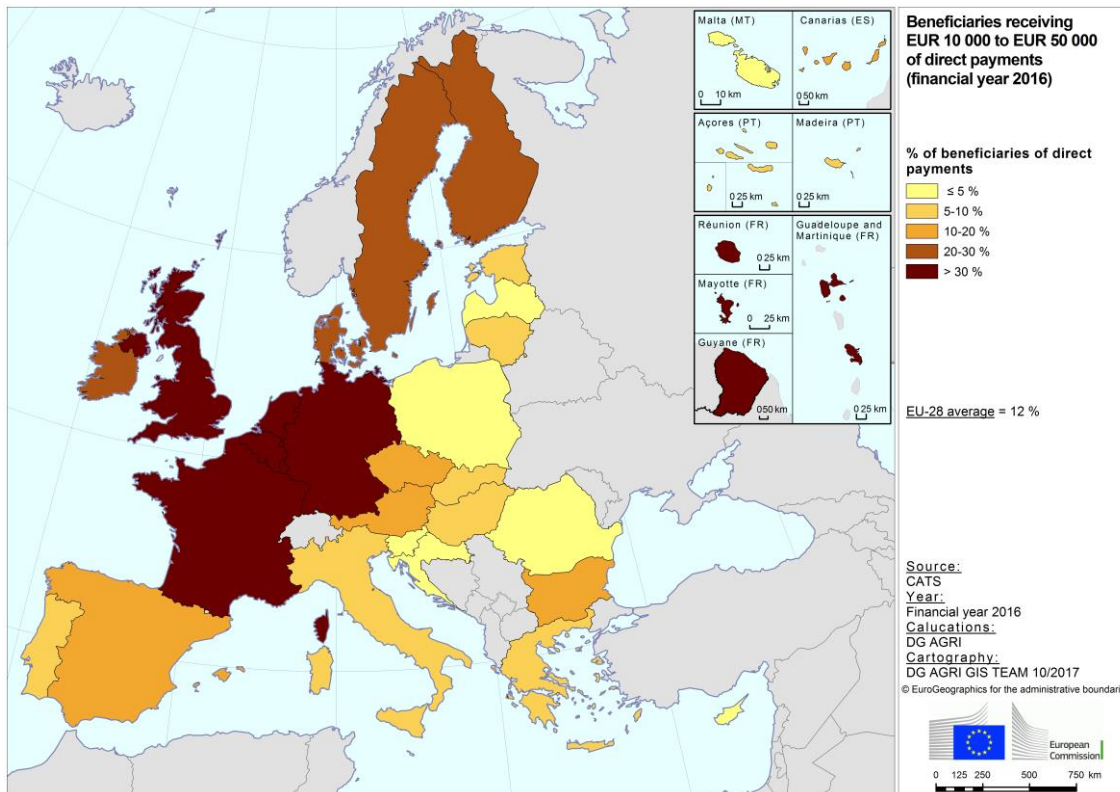 Malta (MT)
0 10 km
Canarias (ES)
0 50 km
Açores (PT)
0 25 km
Madeira (PT)
0 25 km
Réunion (FR)
0 25 km
Mayotte (FR)
0 25 km
Guyane (FR)
0 50 km
Guadeloupe and
Martinique (FR)
0 25 km
Beneficiaries receiving
EUR 10 000 to EUR 50 000
of direct payments
(financial year 2016)
% of beneficiaries of direct
payments
≤ 5 %
5-10 %
10-20 %
20-30 %
> 30 %
EU-28 average = 12 %
Source:
CATS
Year:
Financial year 2016
Calucations:
DG AGRI
Cartography:
DG AGRI GIS TEAM 10/2017
© EuroGeographics for the administrative boundari
European
Commission
0 125 250 500 750 km